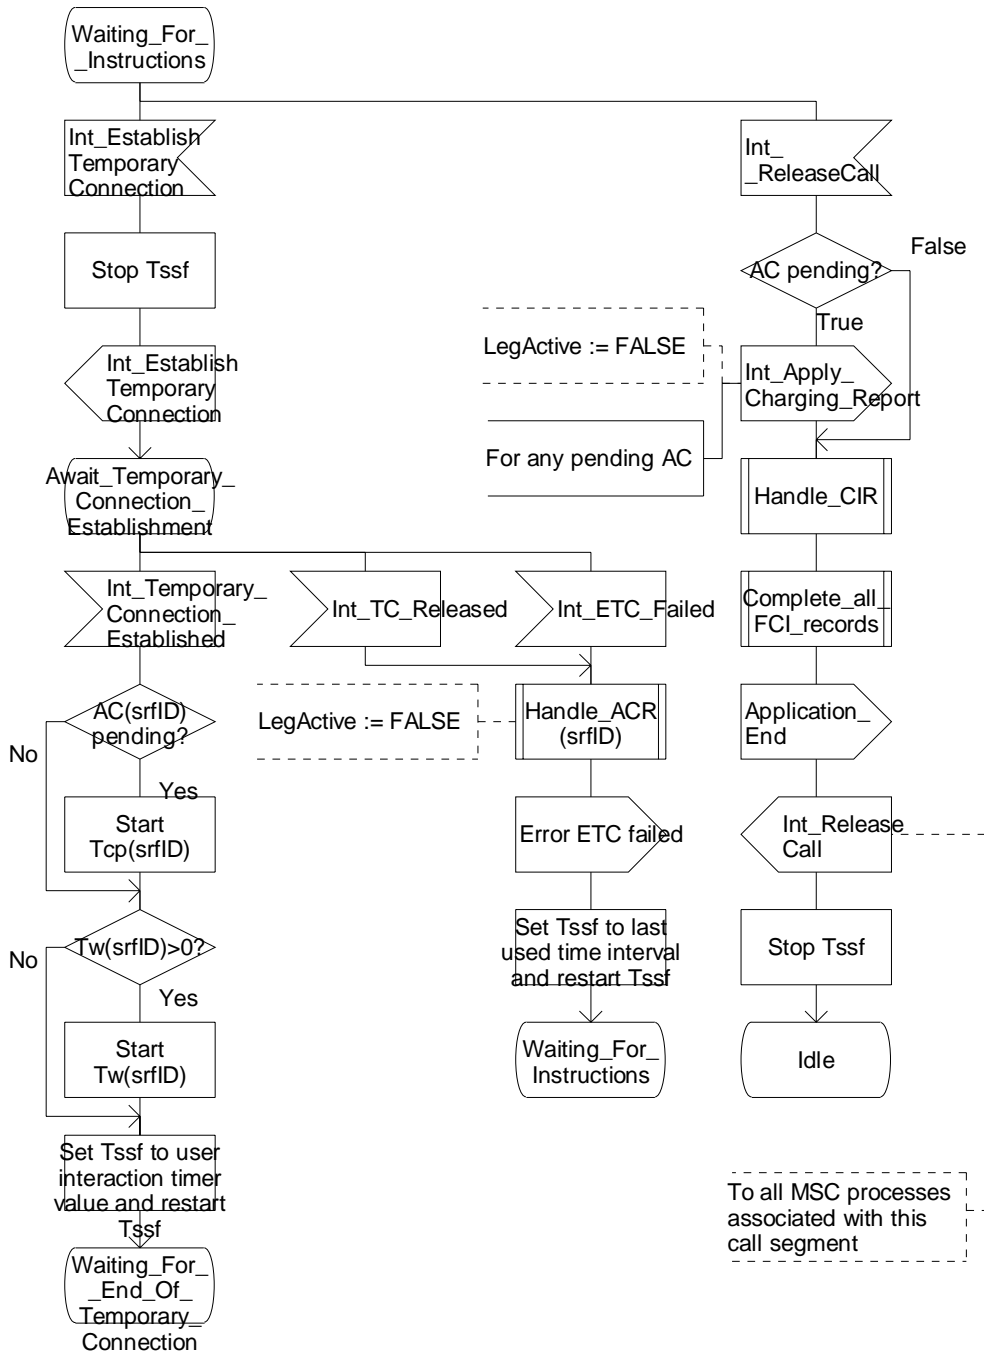 Waiting_For_
_Instructions
Int_Establish
Temporary
Connection
Stop Tssf
Int_Establish
Temporary
Connection
Await_Temporary_
Connection_
Establishment
Int_Temporary_
Connection_
Established
AC(srfID)
pending?
No
Yes
Start
Tcp(srfID)
Tw(srfID)>0?
No
Yes
Start
Tw(srfID)
Set Tssf to user
interaction timer
value and restart
Tssf
Waiting_For_
_End_Of_
Temporary_
Connection
Int_TC_Released
Int_ETC_Failed
LegActive := FALSE
Handle_ACR
(srfID)
Error ETC failed
Set Tssf to last
used time interval
and restart Tssf
Waiting_For_
Instructions
Int_
_ReleaseCall
AC pending?
False
True
LegActive := FALSE
Int_Apply_
Charging_Report
For any pending AC
Handle_CIR
Complete_all_
FCI_records
Application_
End
Int_Release_
Call
Stop Tssf
Idle
To all MSC processes
associated with this
call segment